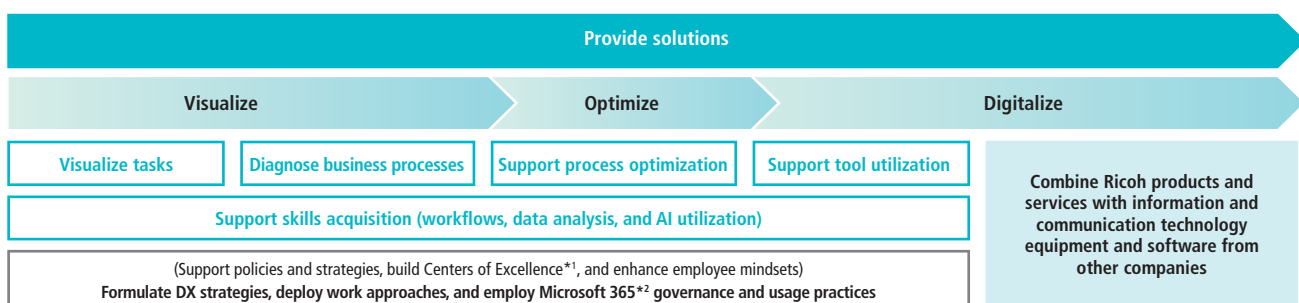 Provide solutions
Visualize
Optimize
Digitalize
Visualize tasks
Diagnose business processes
Support process optimization
Support tool utilization
Support skills acquisition (workflows, data analysis, and AI utilization)
(Support policies and strategies, build Centers of Excellence*1, and enhance employee mindsets)
Formulate DX strategies, deploy work approaches, and employ Microsoft 365*2 governance and usage practices
Combine Ricoh products and
services with information and
communication technology
equipment and software from
other companies